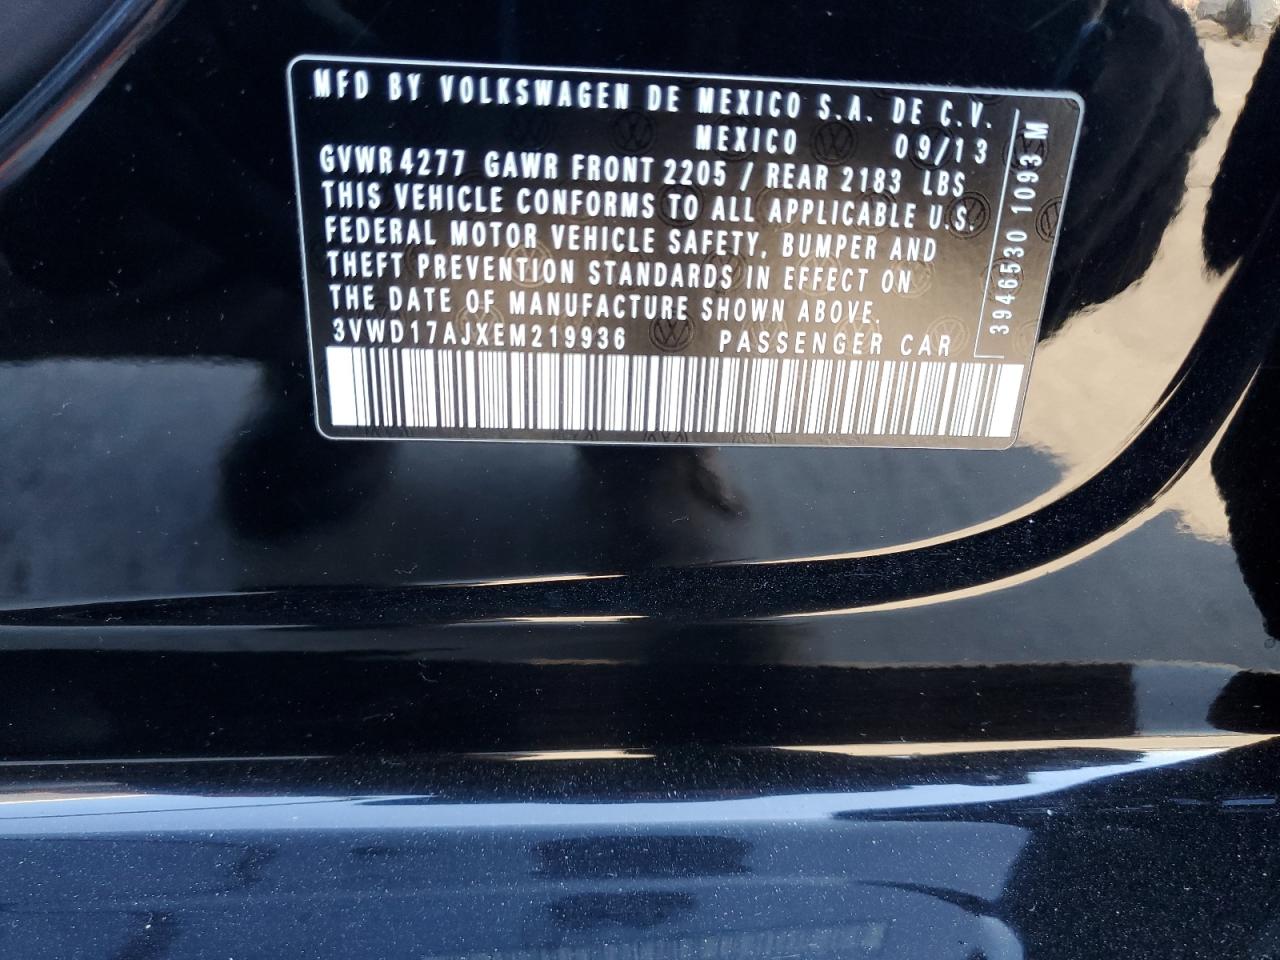 MFD BY VOLKSWAGEN DE MEXICO S.A. DE C.V.
MEXICO 09/13
GVWR 4277 GAWR FRONT 2205 / REAR 2183 LBS
THIS VEHICLE CONFORMS TO ALL APPLICABLE U.S.
FEDERAL MOTOR VEHICLE SAFETY, BUMPER AND
THEFT PREVENTION STANDARDS IN EFFECT ON
THE DATE OF MANUFACTURE SHOWN ABOVE.
3VWD17AJXEM219936 PASSENGER CAR
3946530 1093 M